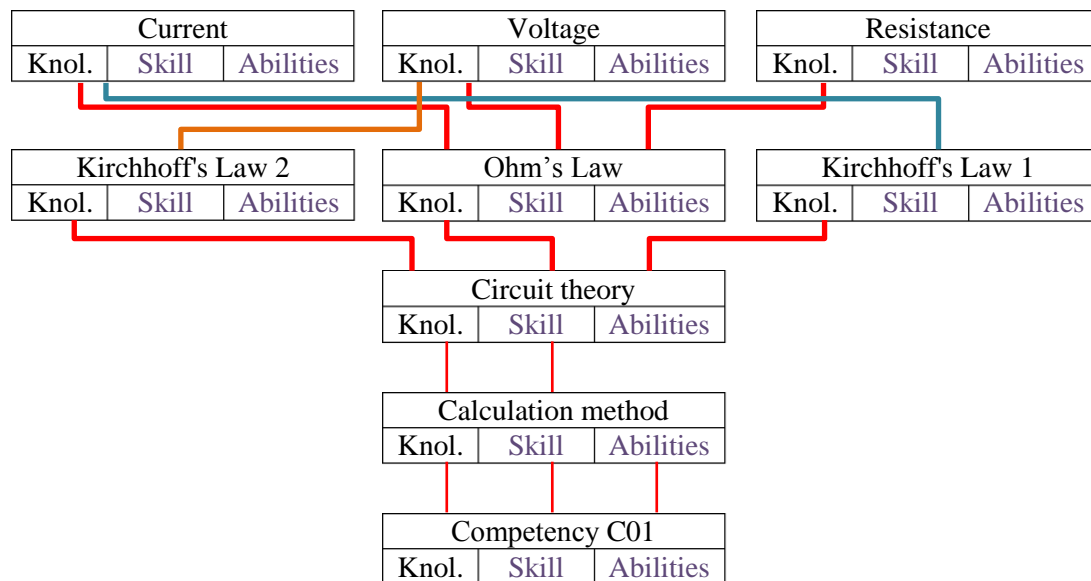 Current Voltage Resistance
Knol. Skill Abilities Knol. Skill Abilities Knol. Skill Abilities
Kirchhoff's Law 2 Ohm’s Law Kirchhoff's Law 1
Knol. Skill Abilities Knol. Skill Abilities Knol. Skill Abilities
Circuit theory
Knol. Skill Abilities
Calculation method
Knol. Skill Abilities
Competency C01
Knol. Skill Abilities